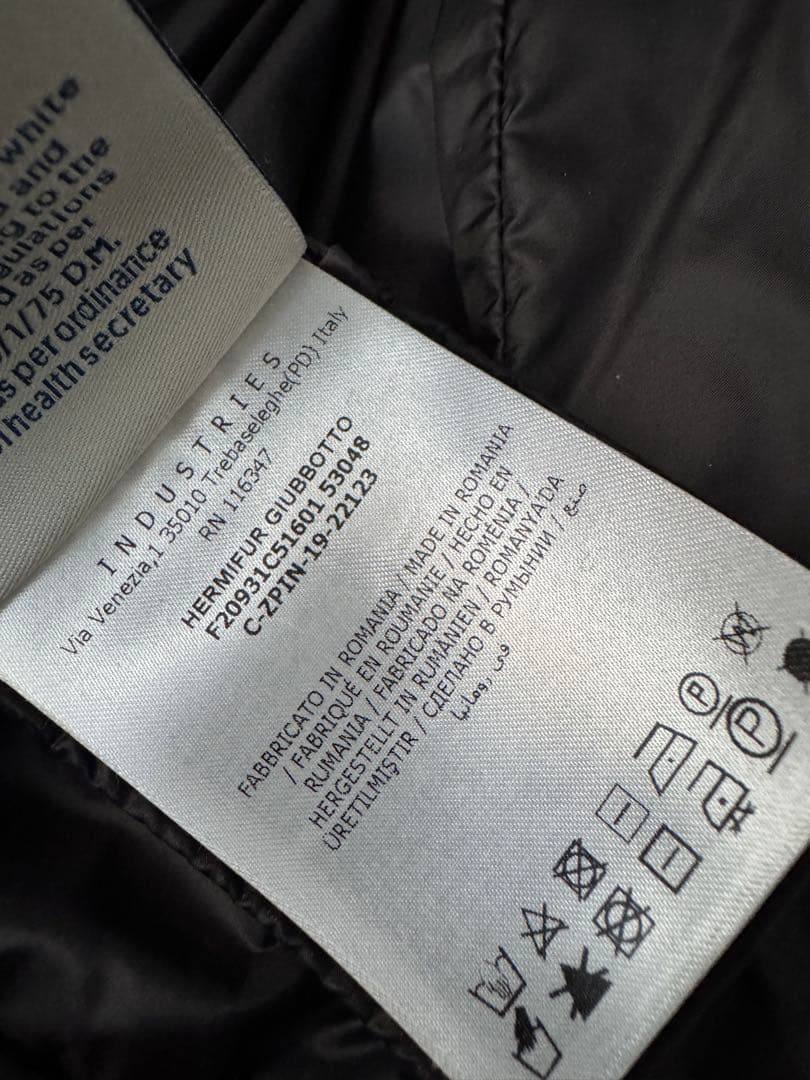 white
and
g to the
gulations
d as per
/1/75 D.M.
s per ordinance
health secretary
INDUSTRIES
Via Venezia,1 35010 Trebaseleghe(PD) Italy
RN 116347
HERMIFUR GIUBBOTTO
F20931C51601 53048
C-ZPIN-19-22123
FABBRICATO IN ROMANIA / MADE IN ROMANIA
/ FABRIQUÉ EN ROUMANIE / HECHO EN
RUMANIA / FABRICADO NA ROMÉNIA /
HERGESTELLT IN RUMÄNIEN / ROMANYA'DA
ÜRETILMIŞTIR / СДЕЛАНО В РУМЫНИИ / صنع
في رومانيا
P
P